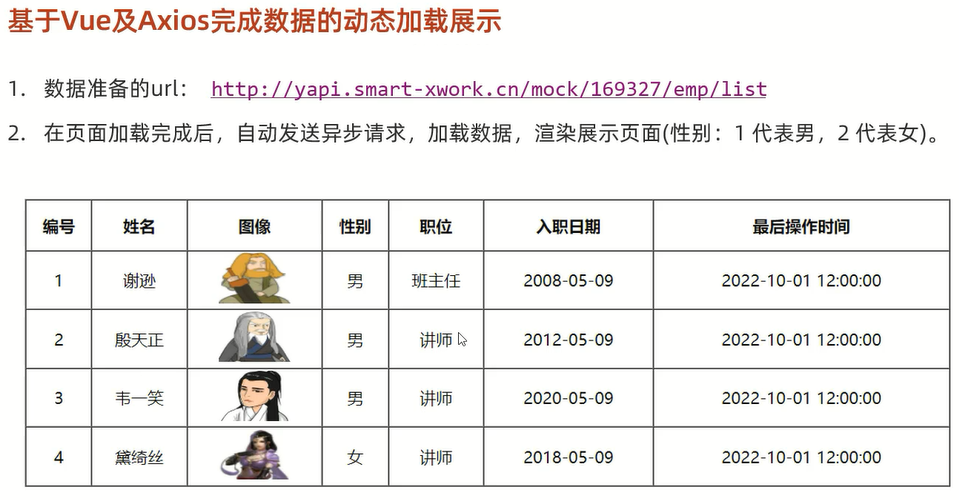 基于Vue及Axios完成数据的动态加载展示
1. 数据准备的url： http://yapi.smart-xwork.cn/mock/169327/emp/list
2. 在页面加载完成后，自动发送异步请求，加载数据，渲染展示页面(性别：1 代表男，2 代表女)。
编号 姓名 图像 性别 职位 入职日期 最后操作时间
1 谢逊 男 班主任 2008-05-09 2022-10-01 12:00:00
2 殷天正 男 讲师 2012-05-09 2022-10-01 12:00:00
3 韦一笑 男 讲师 2020-05-09 2022-10-01 12:00:00
4 黛绮丝 女 讲师 2018-05-09 2022-10-01 12:00:00